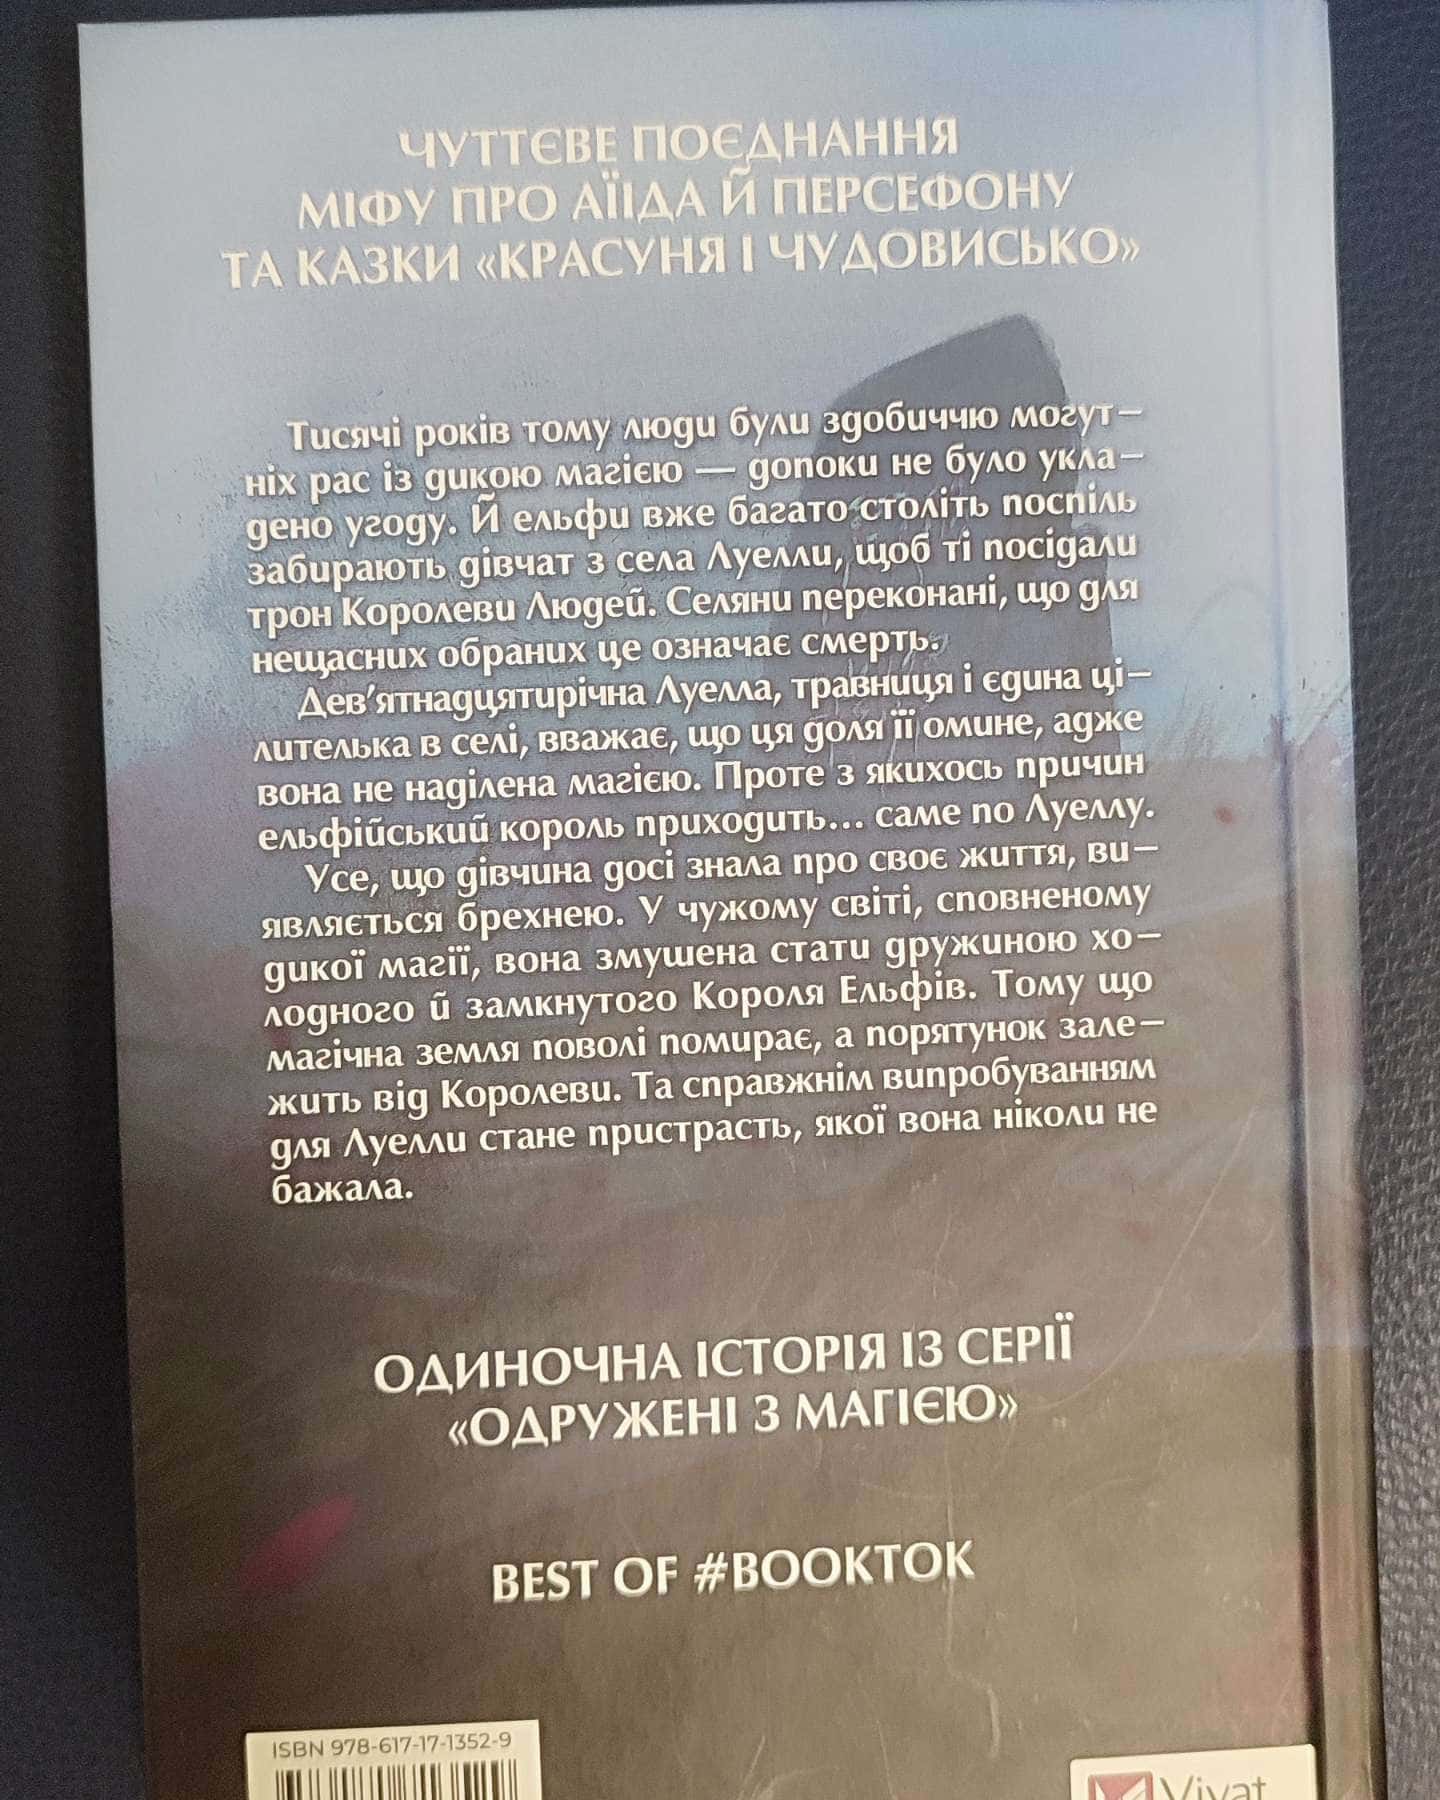 ЧУТТЄВЕ ПОЄДНАННЯ
МІФУ ПРО АЇІДА Й ПЕРСЕФОНУ
ТА КАЗКИ «КРАСУНЯ І ЧУДОВИСЬКО»
Тисячі років тому люди були здобиччю могут-
ніх рас із дикою магією — допоки не було укла-
дено угоду. Й ельфи вже багато століть поспіль
забирають дівчат з села Луелли, щоб ті посідали
трон Королеви Людей. Селяни переконані, що для
нещасних обраних це означає смерть.
Дев'ятнадцятирічна Луелла, травниця і єдина ці-
лителька в селі, вважає, що ця доля її омине, адже
вона не наділена магією. Проте з якихось причин
ельфійський король приходить... саме по Луеллу.
Усе, що дівчина досі знала про своє життя, ви-
являється брехнею. У чужому світі, сповненому
дикої магії, вона змушена стати дружиною хо-
лодного й замкнутого Короля Ельфів. Тому що
магічна земля поволі помирає, а порятунок зале-
жить від Королеви. Та справжнім випробуванням
для Луелли стане пристрасть, якої вона ніколи не
бажала.
ОДИНОЧНА ІСТОРІЯ ІЗ СЕРІЇ
«ОДРУЖЕНІ З МАГІЄЮ»
BEST OF #BOOKTOK
ISBN 978-617-17-1352-9
Vivat